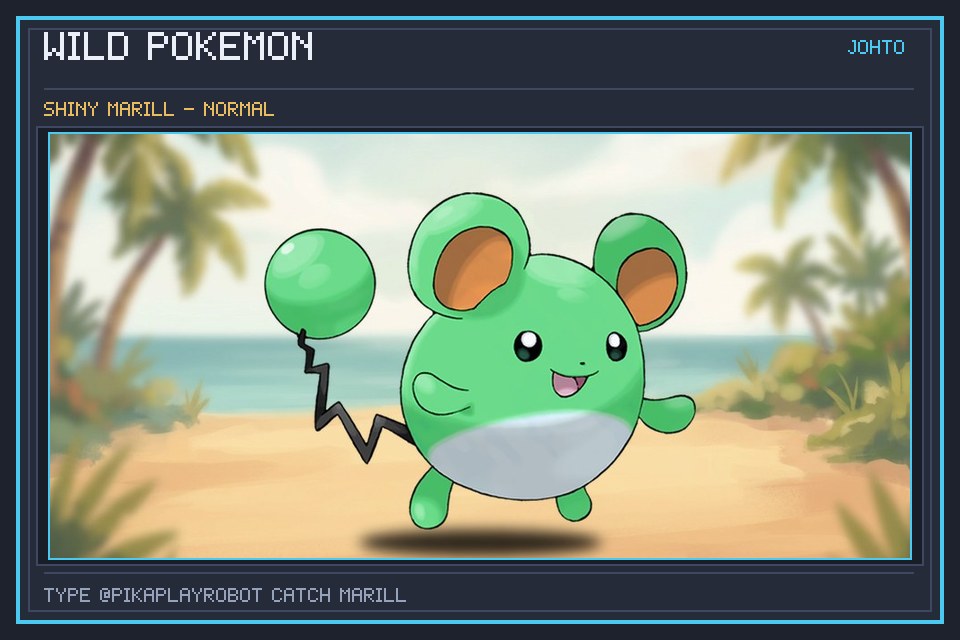 WILD POKEMON
JOHTO
SHINY MARILL - NORMAL
TYPE @PIKAPLAYROBOT CATCH MARILL